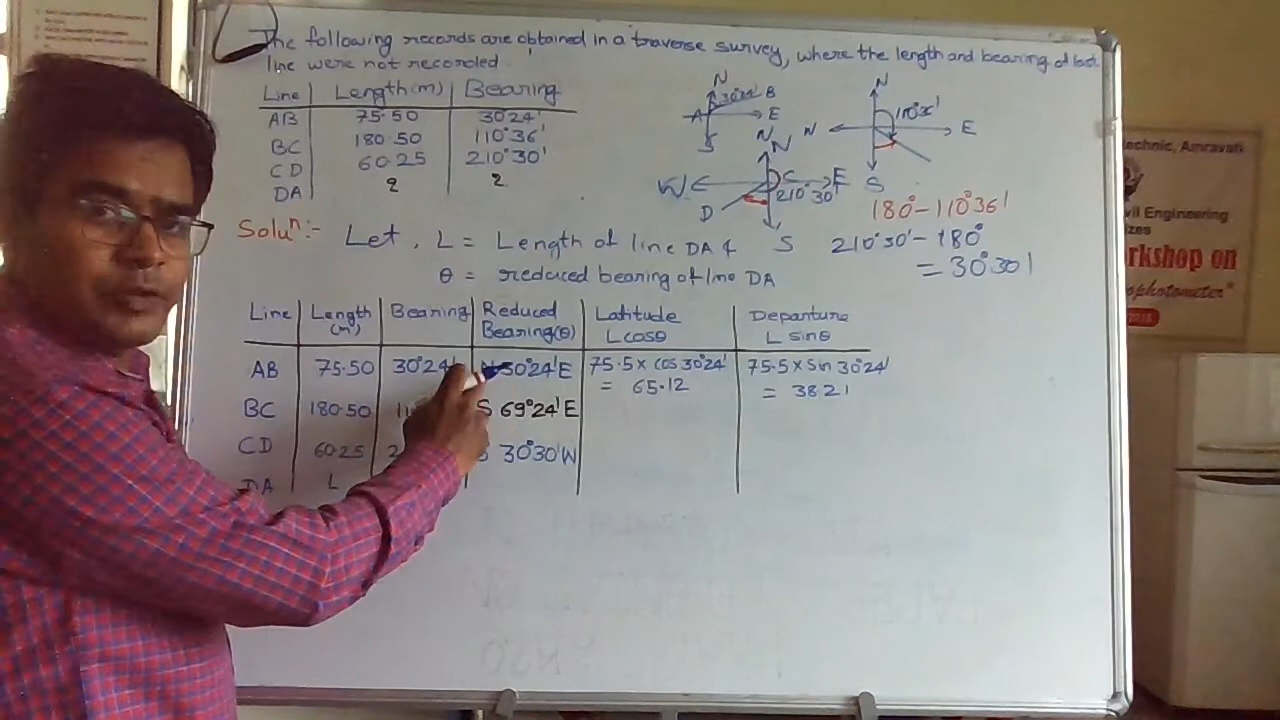 The following records are obtained in a traverse survey, where the length and bearing of last
line were not recorded
Line Length(m) Bearing
AB 75.50 30°24'
BC 180.50 110°36'
CD 60.25 210°30'
DA ? ?
N
30°24' B
A E
S
N
110°36'
N E
S
N N
W C E
D 210°30'
S
180°-110°36'
210°30'-180°
= 30°30'
Soluⁿ:- Let, L = Length of line DA &
θ = reduced bearing of line DA
Line Length (m) Bearing Reduced Bearing(θ) Latitude L cosθ Departure L sinθ
AB 75.50 30°24' N 30°24'E 75.5 x cos 30°24' = 65.12 75.5 x sin 30°24' = 38.21
BC 180.50 S 69°24'E
CD 60.25 S 30°30'W
DA L
technic, Amravati
vil Engineering
zes
rkshop on
ophotometer"
2018